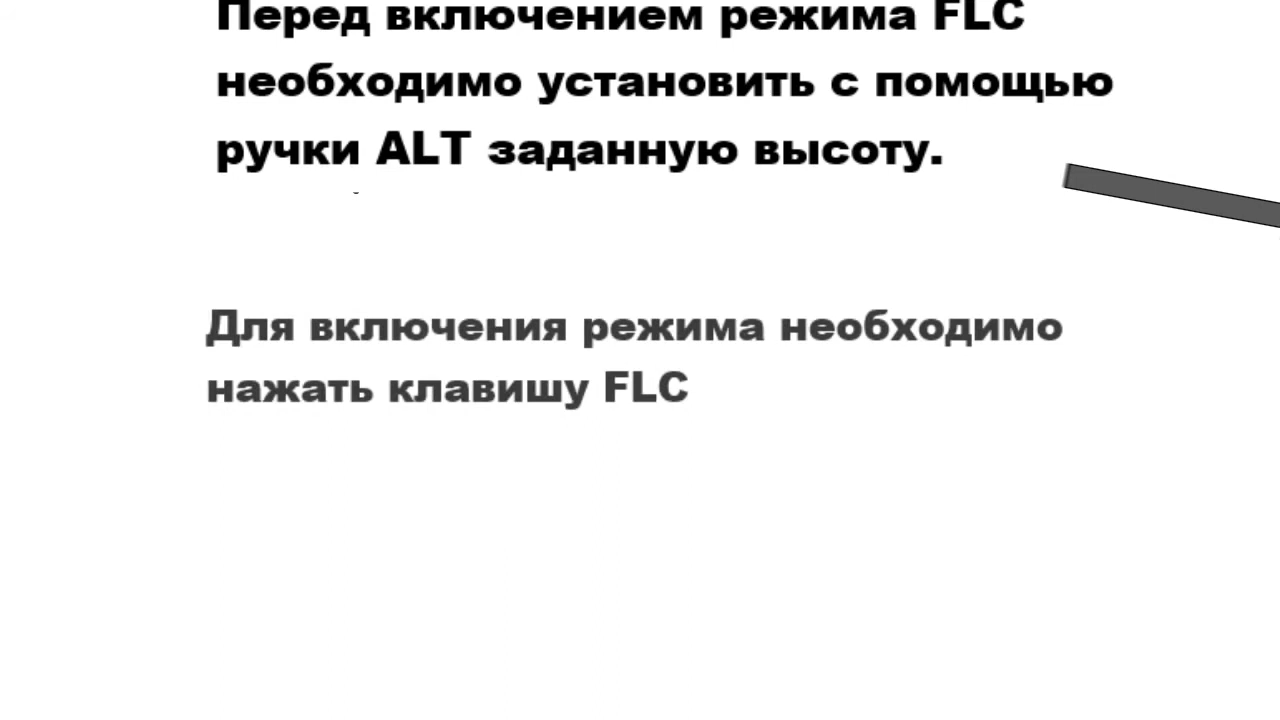 Перед включением режима FLC
необходимо установить с помощью
ручки ALT заданную высоту.
Для включения режима необходимо
нажать клавишу FLC